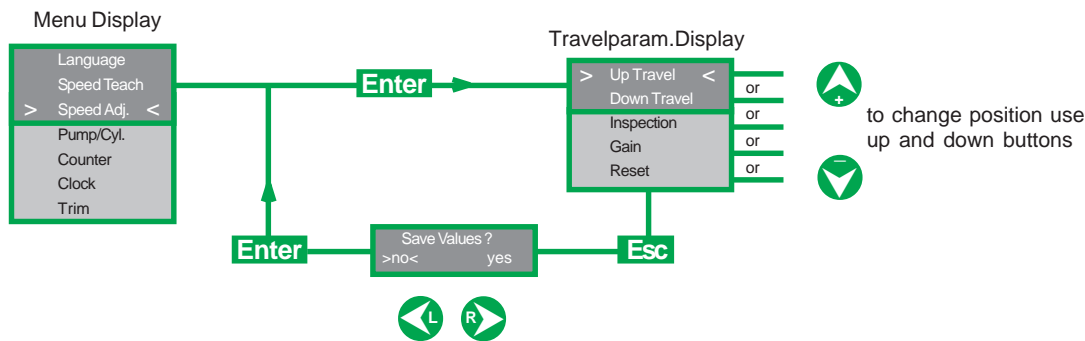 Menu Display
Language
Speed Teach
> Speed Adj. <
Pump/Cyl.
Counter
Clock
Trim
Enter
Travelparam.Display
> Up Travel <
Down Travel
Inspection
Gain
Reset
or
or
or
or
or
+
to change position use
up and down buttons
–
Enter
Save Values ?
>no< yes
Esc
L
R